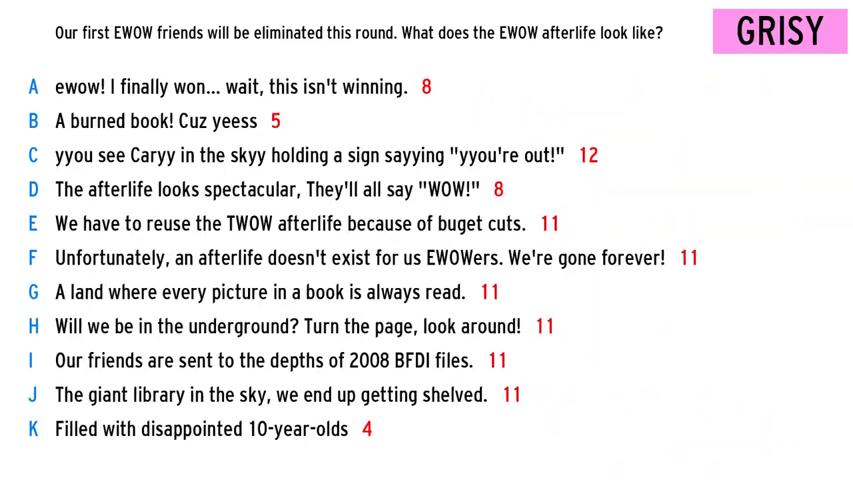 Our first EWOW friends will be eliminated this round. What does the EWOW afterlife look like?
GRISY
A ewow! I finally won... wait, this isn't winning. 8
B A burned book! Cuz yeess 5
C yyou see Caryy in the skyy holding a sign sayying "yyou're out!" 12
D The afterlife looks spectacular, They'll all say "WOW!" 8
E We have to reuse the TWOW afterlife because of buget cuts. 11
F Unfortunately, an afterlife doesn't exist for us EWOWers. We're gone forever! 11
G A land where every picture in a book is always read. 11
H Will we be in the underground? Turn the page, look around! 11
I Our friends are sent to the depths of 2008 BFDI files. 11
J The giant library in the sky, we end up getting shelved. 11
K Filled with disappointed 10-year-olds 4